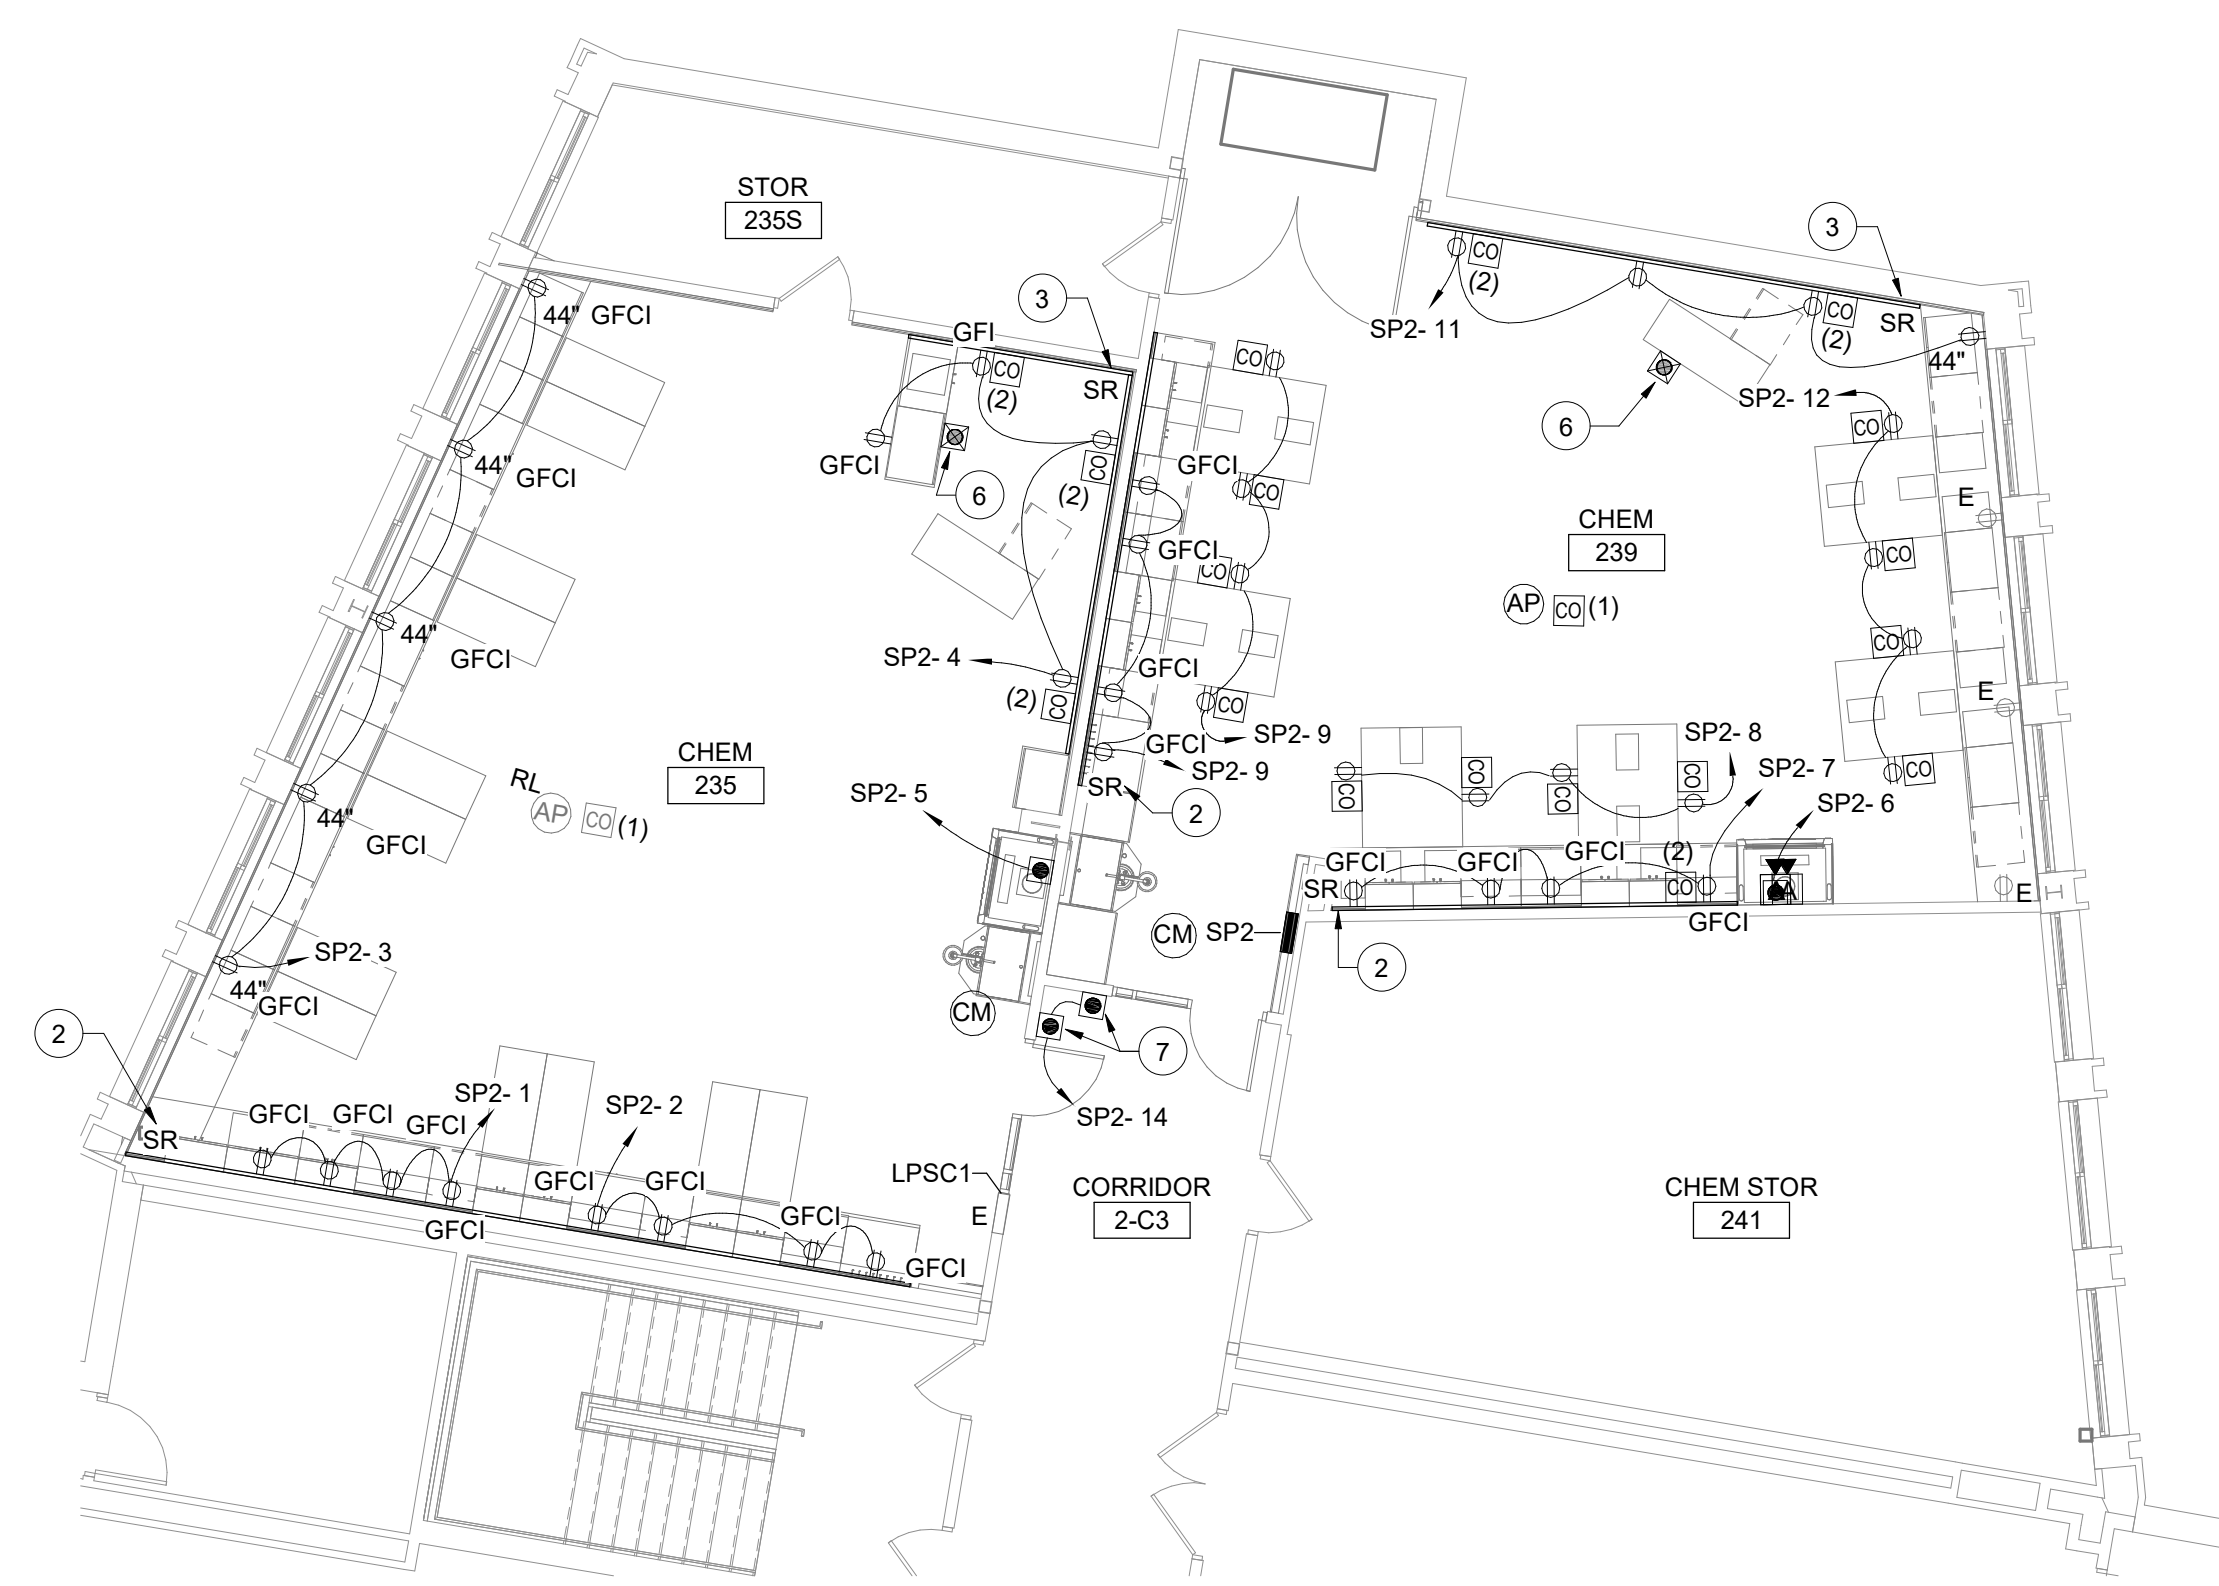 STOR
235S
3
CO
(2)
3
44" GFCI
GFI
CO
(2)
SR
SP2- 11
CO
(2)
SR
44"
CO
SP2- 12
6
CO
44"
GFCI
GFCI
6
CO
(2)
GFCI
CO
E
CHEM
239
GFCI
CO
CO
AP
CO
(1)
44"
GFCI
SP2- 4
(2)
CO
GFCI
CO
CO
E
SP2- 9
GFCI
SP2- 9
SP2- 8
CHEM
235
RL
AP
CO
(1)
SP2- 5
SR
2
CO
CO
CO
CO
SP2- 7
CO
SP2- 6
44"
GFCI
GFCI
GFCI
GFCI
(2)
SR
CO
A
E
GFCI
SP2- 3
CM
SP2
2
44"
GFCI
CM
2
7
SP2- 1
SP2- 2
SP2- 14
GFCI
GFCI
GFCI
SR
GFCI
GFCI
GFCI
GFCI
GFCI
LPSC1
E
CORRIDOR
2-C3
CHEM STOR
241